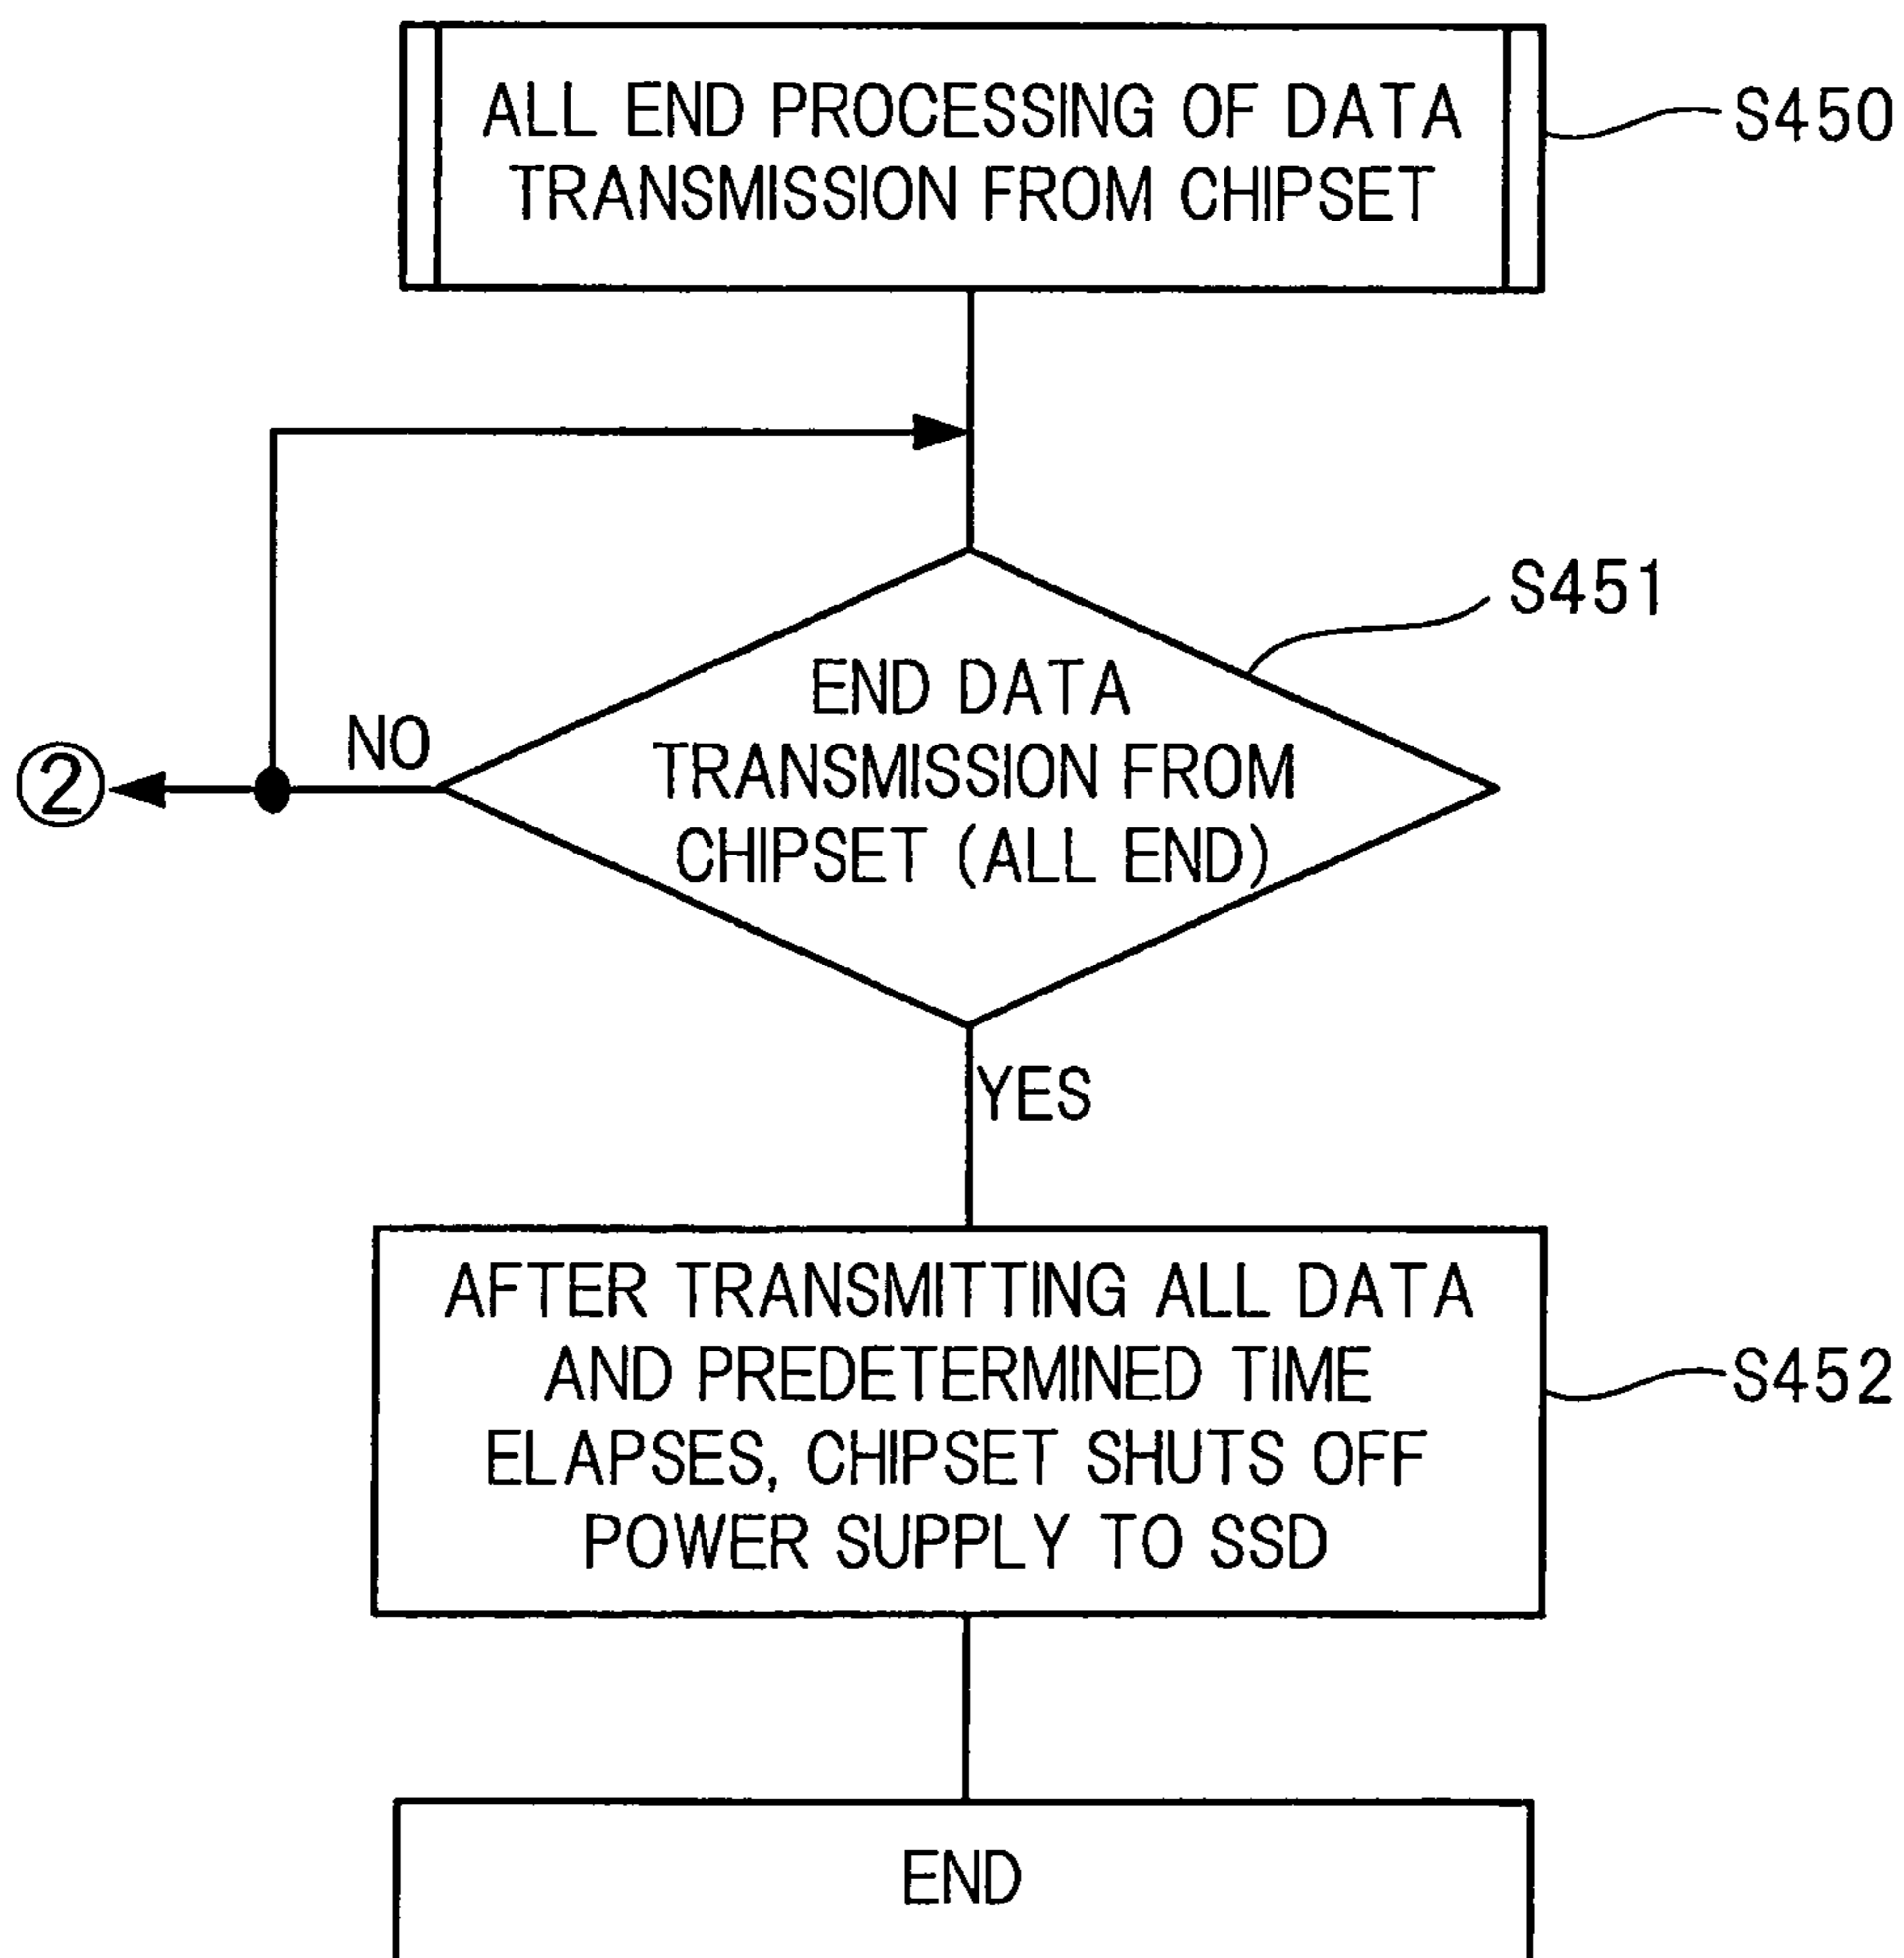 ALL END PROCESSING OF DATA
TRANSMISSION FROM CHIPSET
S450
S451
END DATA
TRANSMISSION FROM
CHIPSET (ALL END)
NO
②
YES
AFTER TRANSMITTING ALL DATA
AND PREDETERMINED TIME
ELAPSES, CHIPSET SHUTS OFF
POWER SUPPLY TO SSD
S452
END